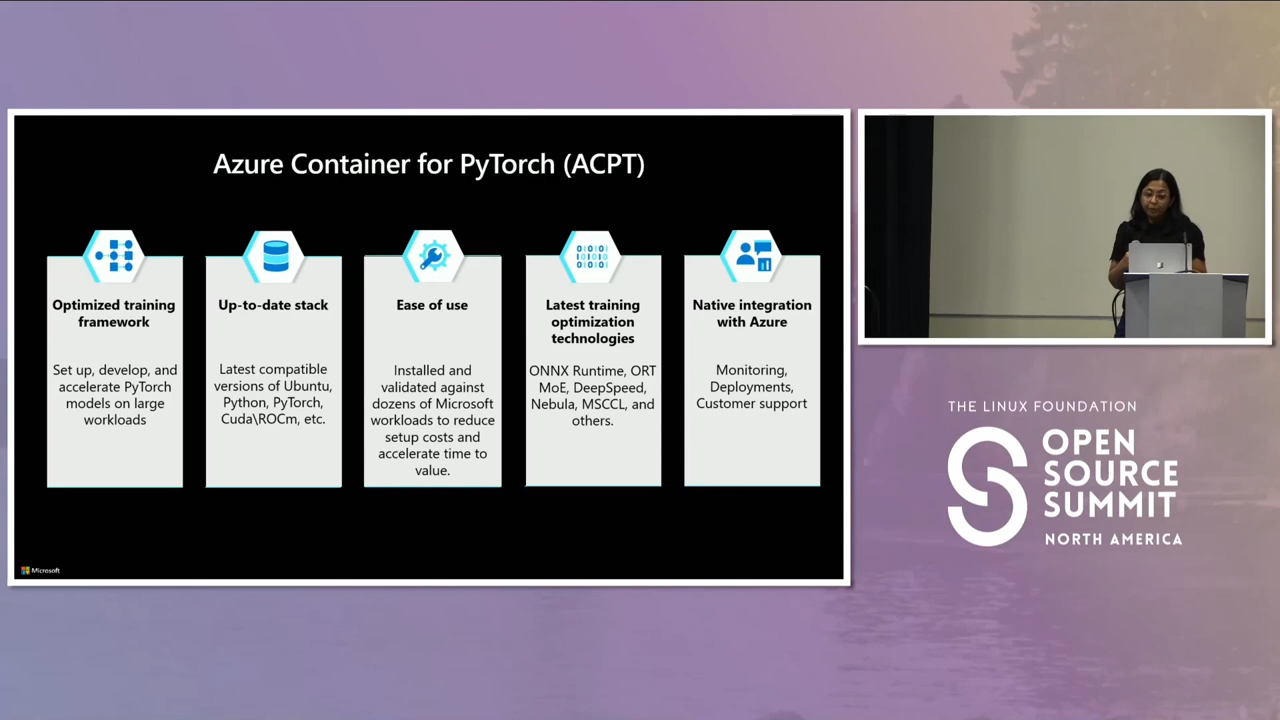 Azure Container for PyTorch (ACPT)
Optimized training
framework
Set up, develop, and
accelerate PyTorch
models on large
workloads
Up-to-date stack
Latest compatible
versions of Ubuntu,
Python, PyTorch,
Cuda\ROCm, etc.
Ease of use
Installed and
validated against
dozens of Microsoft
workloads to reduce
setup costs and
accelerate time to
value.
Latest training
optimization
technologies
ONNX Runtime, ORT
MoE, DeepSpeed,
Nebula, MSCCL, and
others.
Native integration
with Azure
Monitoring,
Deployments,
Customer support
Microsoft
THE LINUX FOUNDATION
OPEN
SOURCE
SUMMIT
NORTH AMERICA